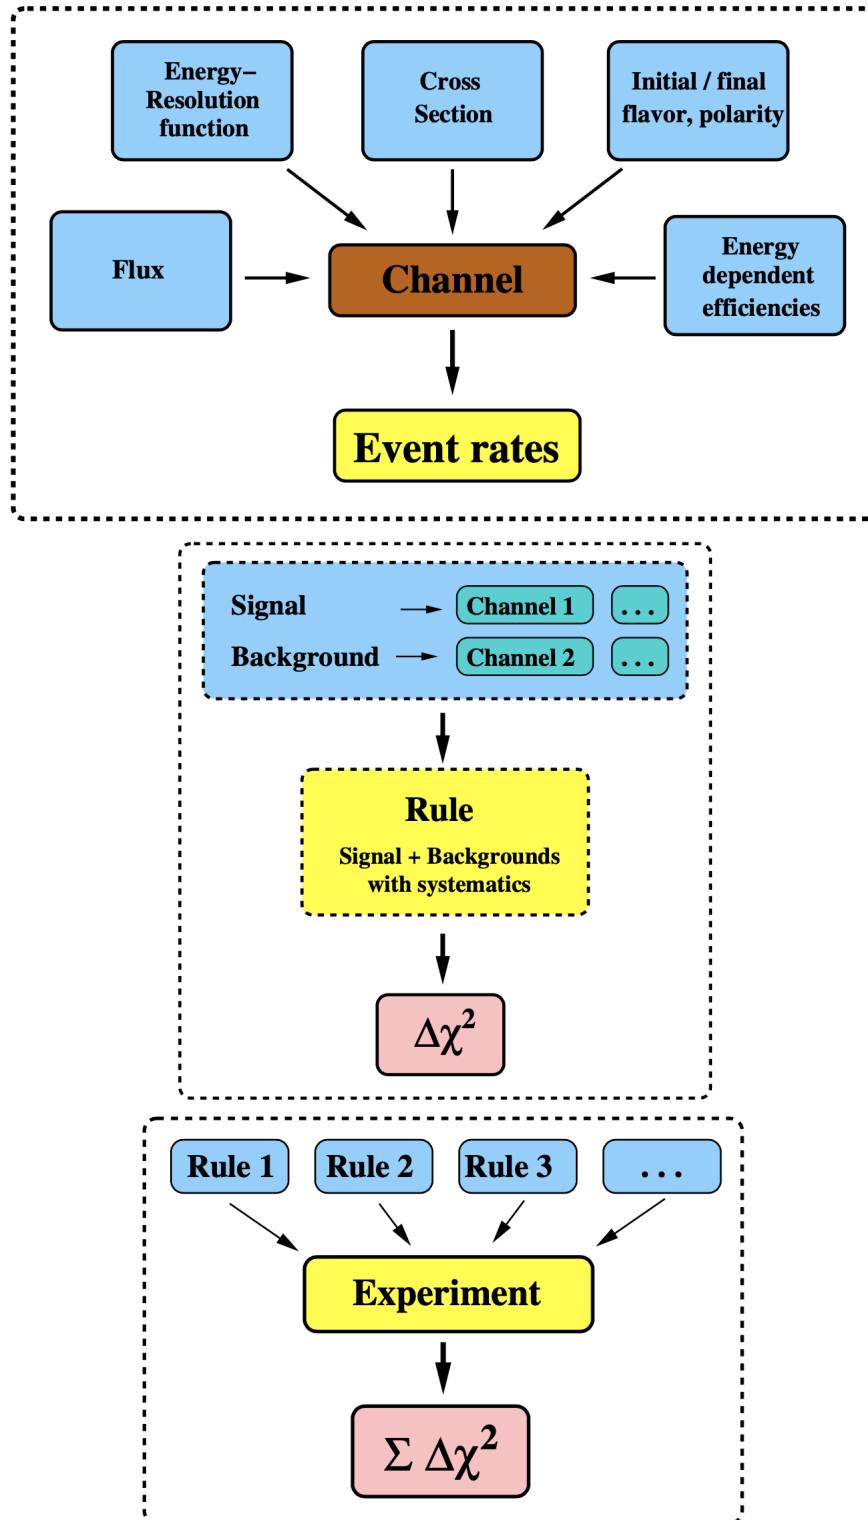 Energy–
Resolution
function
Cross
Section
Initial / final
flavor, polarity
Flux
Channel
Energy
dependent
efficiencies
Event rates
Signal
Channel 1
. . .
Background
Channel 2
. . .
Rule
Signal + Backgrounds
with systematics
Δχ²
Rule 1
Rule 2
Rule 3
. . .
Experiment
Σ Δχ²